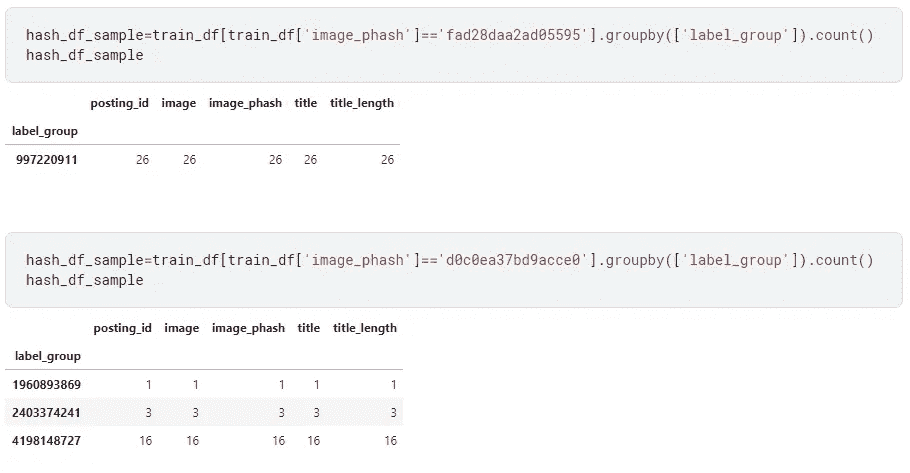 hash_df_sample=train_df[train_df['image_phash']=='fad28daa2ad05595'].groupby(['label_group']).count()
hash_df_sample
posting_id image image_phash title title_length
label_group
997220911 26 26 26 26 26
hash_df_sample=train_df[train_df['image_phash']=='d0c0ea37bd9acce0'].groupby(['label_group']).count()
hash_df_sample
posting_id image image_phash title title_length
label_group
1960893869 1 1 1 1 1
2403374241 3 3 3 3 3
4198148727 16 16 16 16 16